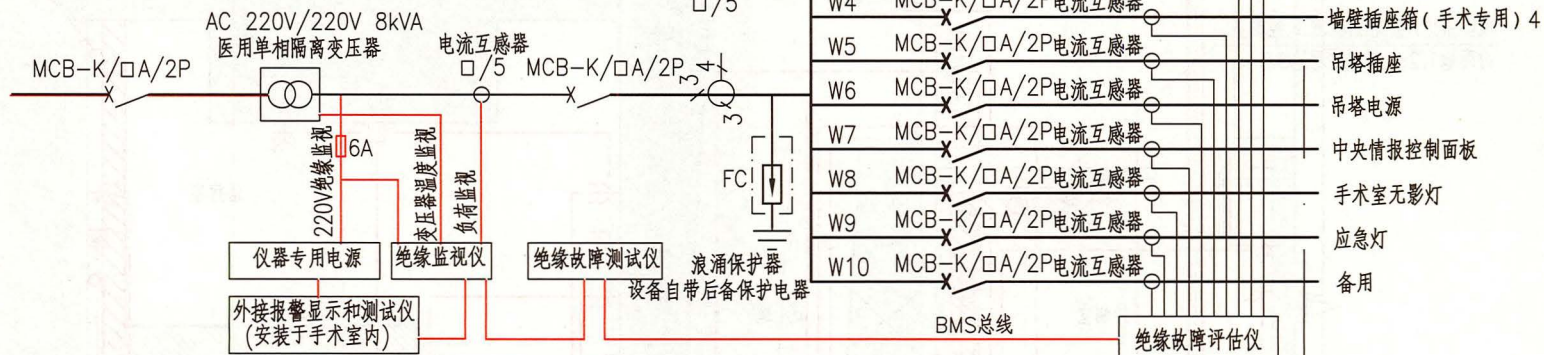 □/5
W4 MCB-K/□A/2P电流互感器 墙壁插座箱(手术专用)4
AC 220V/220V 8kVA
医用单相隔离变压器
电流互感器
□/5
MCB-K/□A/2P
MCB-K/□A/2P
3
4
3
W5 MCB-K/□A/2P电流互感器 吊塔插座
W6 MCB-K/□A/2P电流互感器 吊塔电源
W7 MCB-K/□A/2P电流互感器 中央情报控制面板
W8 MCB-K/□A/2P电流互感器 手术室无影灯
W9 MCB-K/□A/2P电流互感器 应急灯
W10 MCB-K/□A/2P电流互感器 备用
220V绝缘监视
6A
变压器温度监视
负荷监视
FC
仪器专用电源
绝缘监视仪
绝缘故障测试仪
浪涌保护器
设备自带后备保护电器
外接报警显示和测试仪
(安装于手术室内)
BMS总线
绝缘故障评估仪